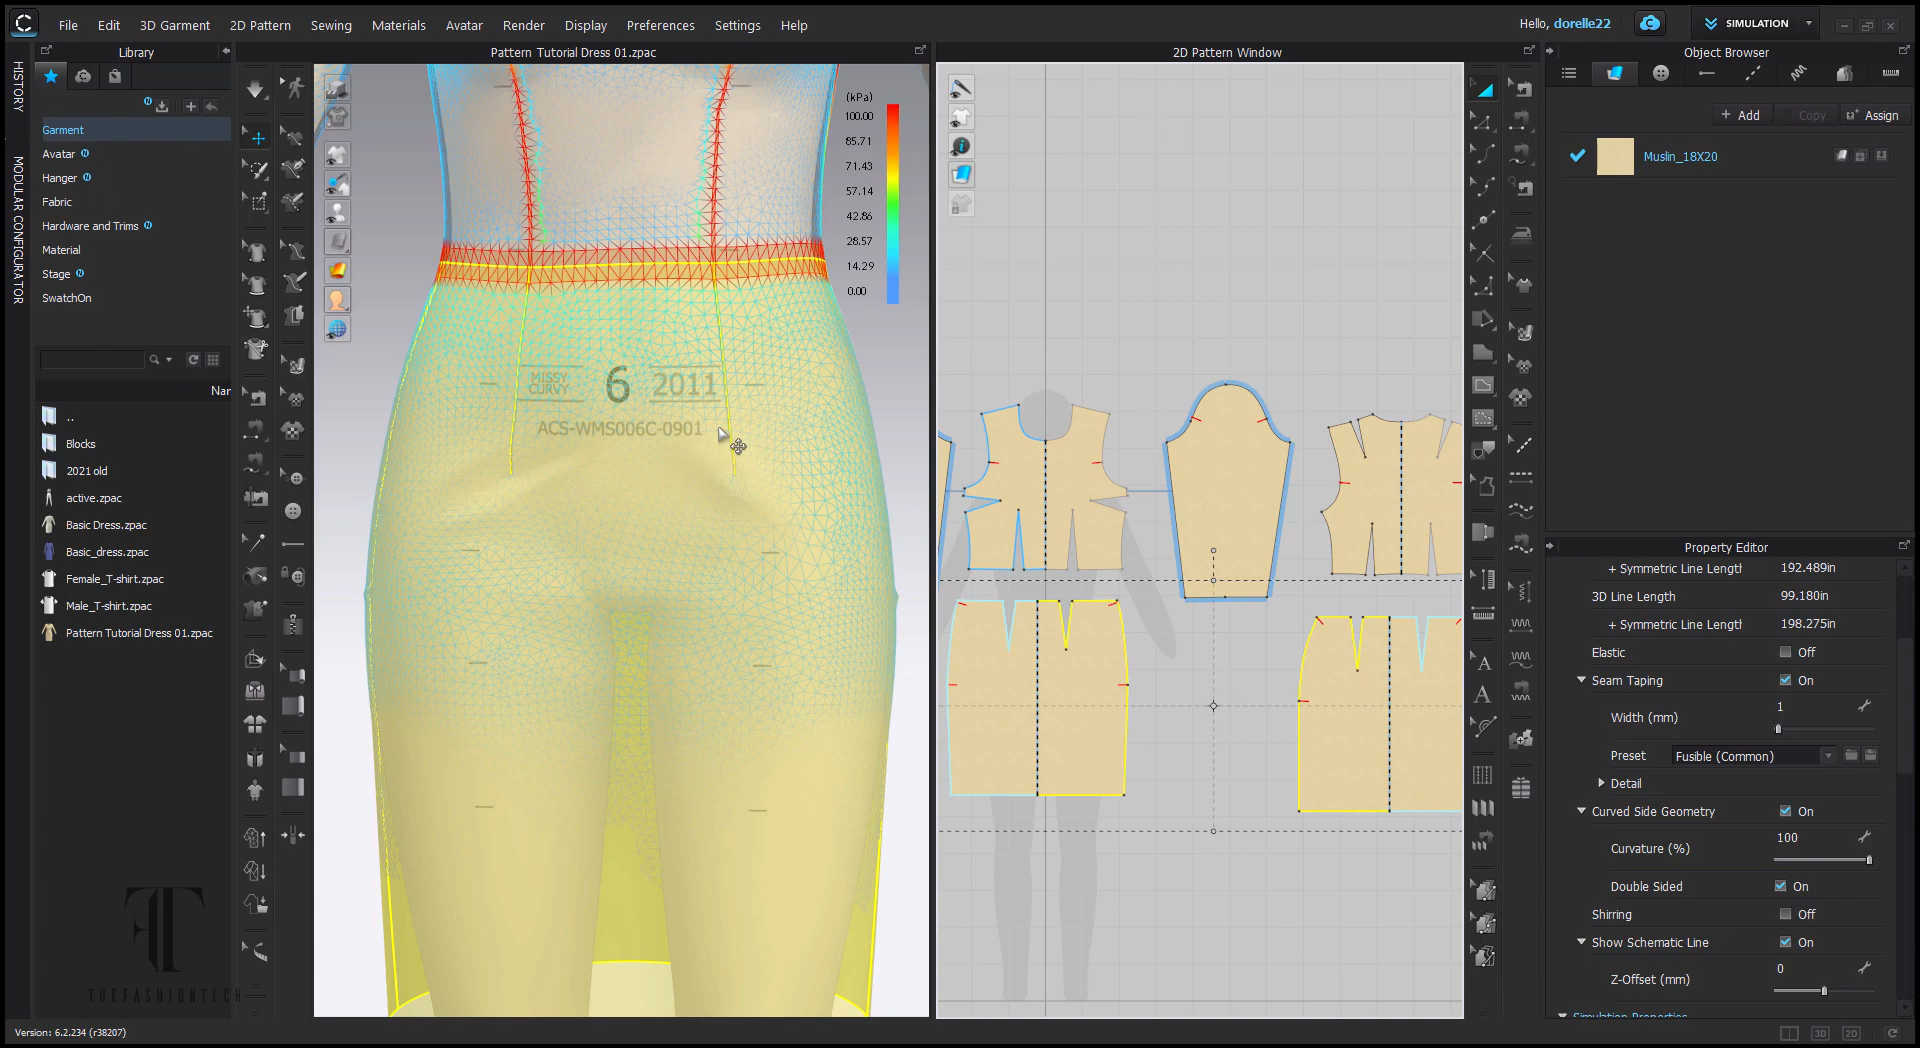 File Edit 3D Garment 2D Pattern Sewing Materials Avatar Render Display Preferences Settings Help
Hello, dorelle22
SIMULATION
HISTORY
MODULAR CONFIGURATOR
Library
Garment
Avatar
Hanger
Fabric
Hardware and Trims
Material
Stage
SwatchOn
Nar
..
Blocks
2021 old
active.zpac
Basic Dress.zpac
Basic_dress.zpac
Female_T-shirt.zpac
Male_T-shirt.zpac
Pattern Tutorial Dress 01.zpac
THEFASHIONTECH
Version: 6.2.234 (r38207)
Pattern Tutorial Dress 01.zpac
(kPa)
100.00
85.71
71.43
57.14
42.86
28.57
14.29
0.00
MISSY
CURVY
6
2011
ACS-WMS006C-0901
2D Pattern Window
Object Browser
+ Add
Copy
Assign
Muslin_18X20
Property Editor
+ Symmetric Line Lengtt 192.489in
3D Line Length 99.180in
+ Symmetric Line Lengtt 198.275in
Elastic Off
Seam Taping On
Width (mm) 1
Preset Fusible (Common)
Detail
Curved Side Geometry On
Curvature (%) 100
Double Sided On
Shirring Off
Show Schematic Line On
Z-Offset (mm) 0
Simulation Properties
3D
2D